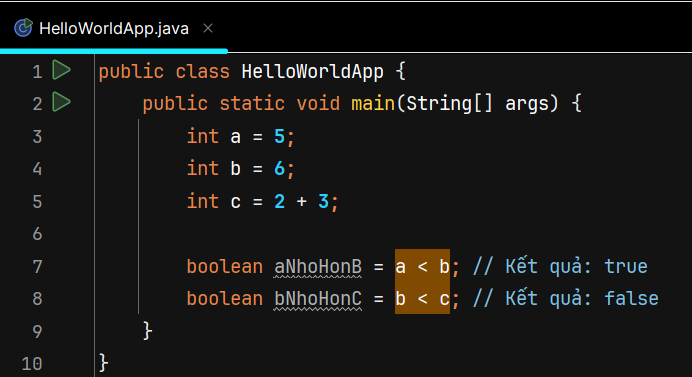 HelloWorldApp.java ×
1 public class HelloWorldApp {
2 public static void main(String[] args) {
3 int a = 5;
4 int b = 6;
5 int c = 2 + 3;
6
7 boolean aNhoHonB = a < b; // Kết quả: true
8 boolean bNhoHonC = b < c; // Kết quả: false
9 }
10 }